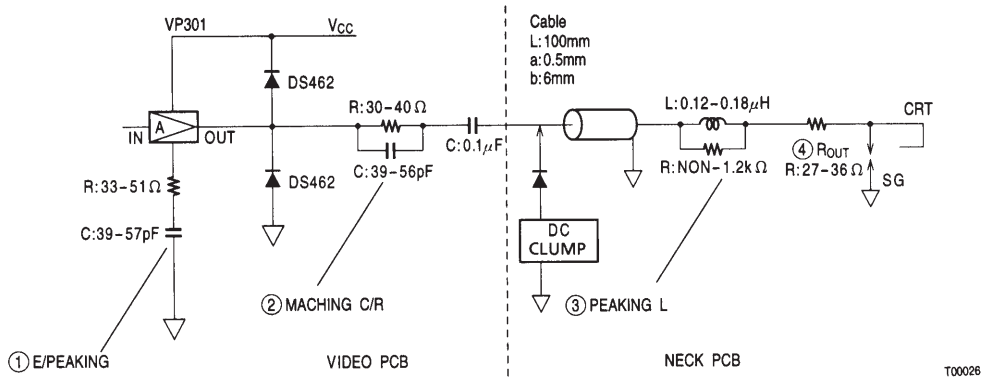 VP301
VCC
DS462
A
IN
OUT
R:30-40Ω
C:39-56pF
C:0.1μF
R:33-51Ω
C:39-57pF
DS462
① E/PEAKING
② MACHING C/R
VIDEO PCB
Cable
L:100mm
a:0.5mm
b:6mm
L:0.12-0.18μH
R:NON-1.2kΩ
CRT
④ ROUT
R:27-36Ω
SG
DC
CLUMP
③ PEAKING L
NECK PCB
T00026